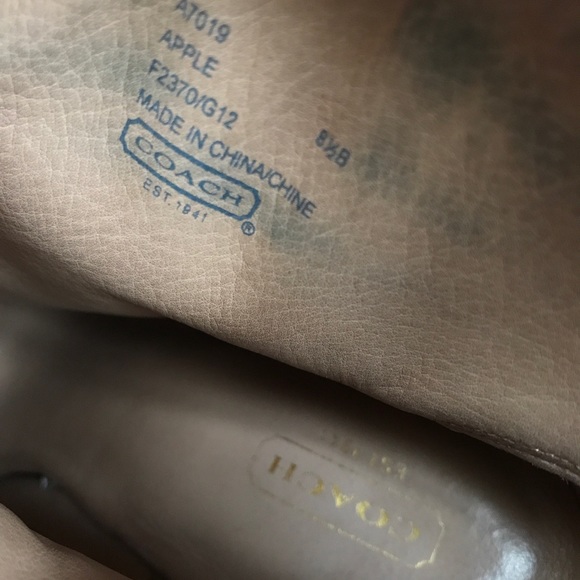 A7019
APPLE
F2370/G12 8½B
MADE IN CHINA/CHINE
COACH
EST. 1941
®
COACH